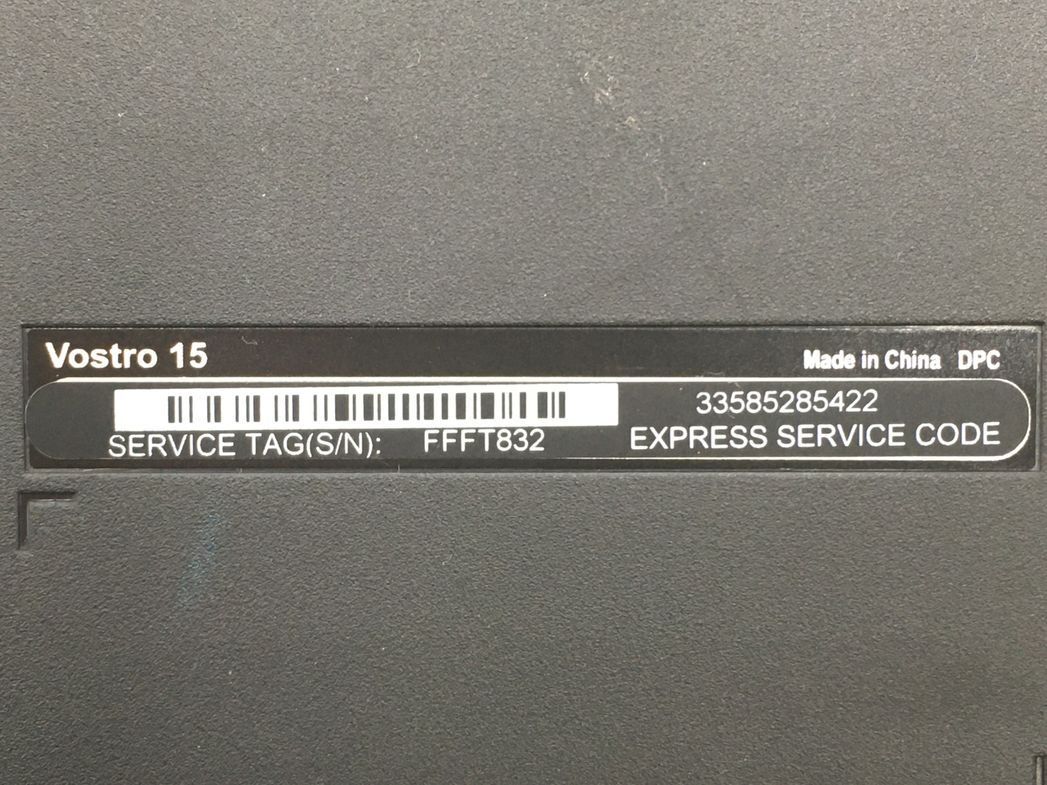 Vostro 15
Made in China DPC
33585285422
SERVICE TAG(S/N): FFFT832
EXPRESS SERVICE CODE